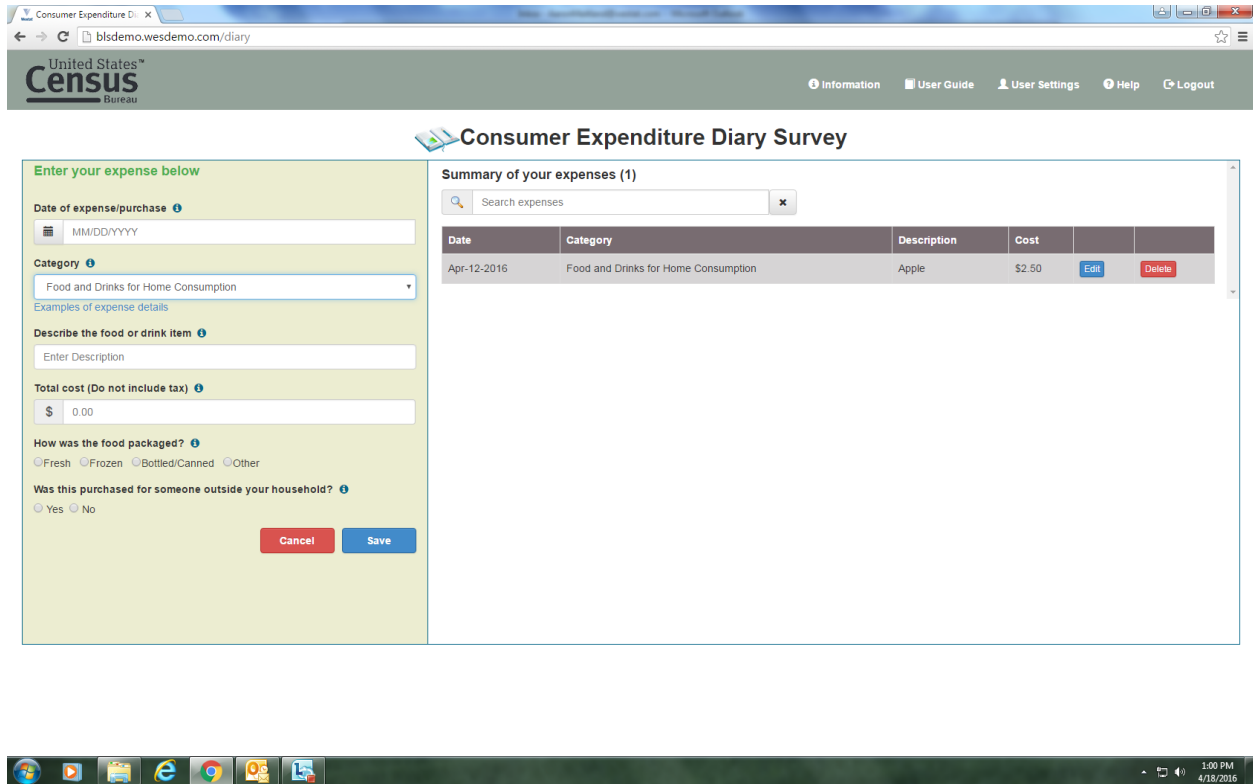 Consumer Expenditure Di
blsdemo.wesdemo.com/diary
United States™
Census
Bureau
Information User Guide User Settings Help Logout
Consumer Expenditure Diary Survey
Enter your expense below
Date of expense/purchase
MM/DD/YYYY
Category
Food and Drinks for Home Consumption
Examples of expense details
Describe the food or drink item
Enter Description
Total cost (Do not include tax)
$ 0.00
How was the food packaged?
Fresh Frozen Bottled/Canned Other
Was this purchased for someone outside your household?
Yes No
Cancel Save
Summary of your expenses (1)
Search expenses
Date Category Description Cost
Apr-12-2016 Food and Drinks for Home Consumption Apple $2.50 Edit Delete
1:00 PM
4/18/2016